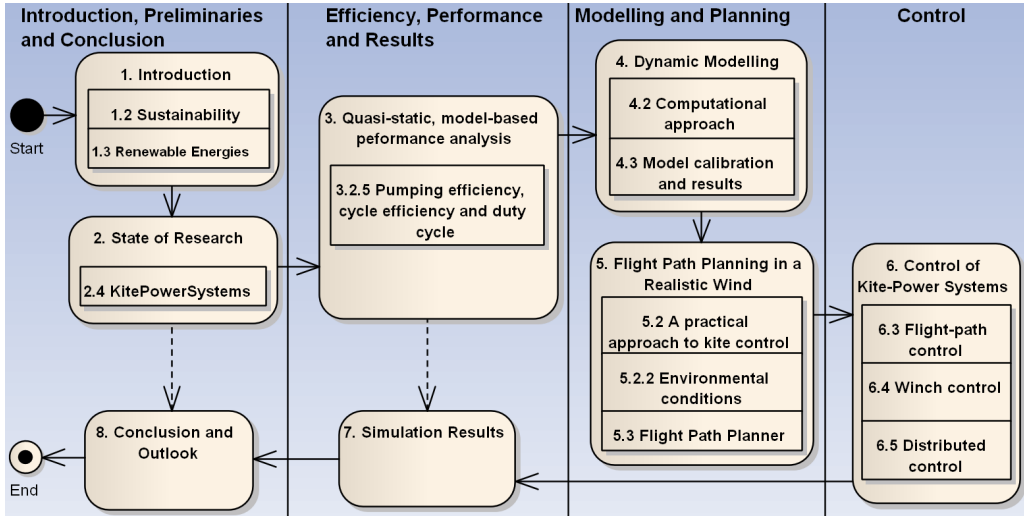 Introduction, Preliminaries
and Conclusion
Efficiency, Performance
and Results
Modelling and Planning
Control
Start
1. Introduction
1.2 Sustainability
1.3 Renewable Energies
2. State of Research
2.4 KitePowerSystems
3. Quasi-static, model-based
peformance analysis
3.2.5 Pumping efficiency,
cycle efficiency and duty
cycle
4. Dynamic Modelling
4.2 Computational
approach
4.3 Model calibration
and results
5. Flight Path Planning in a
Realistic Wind
5.2 A practical
approach to kite control
5.2.2 Environmental
conditions
5.3 Flight Path Planner
6. Control of
Kite-Power Systems
6.3 Flight-path
control
6.4 Winch control
6.5 Distributed
control
7. Simulation Results
8. Conclusion and
Outlook
End